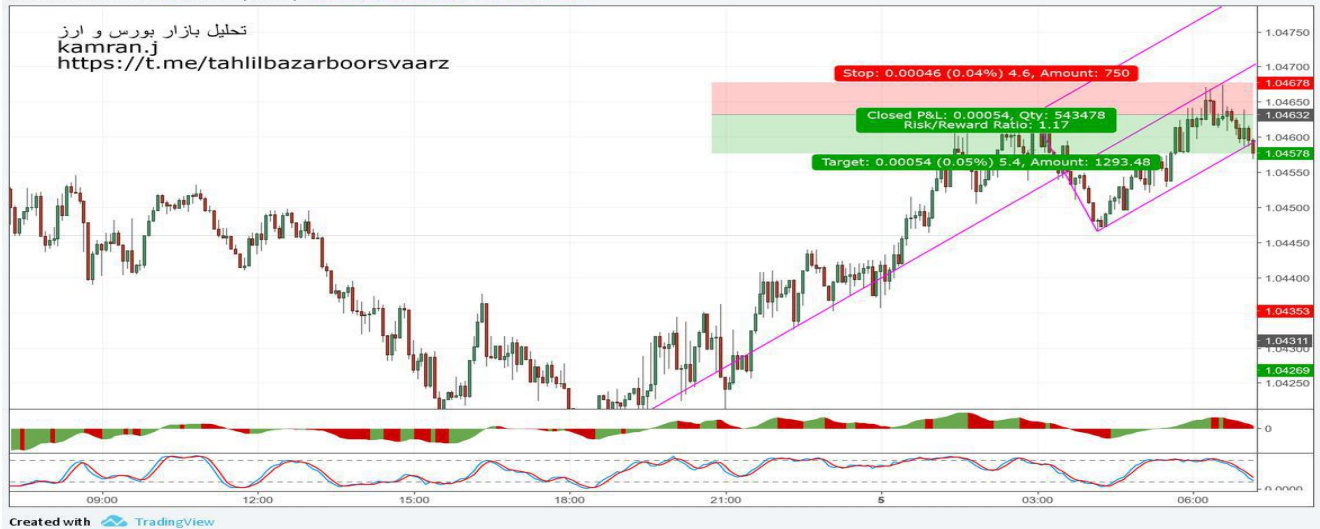 تحلیل بازار بورس و ارز
kamran.j
https://t.me/tahlilbazarboorsvaarz
Stop: 0.00046 (0.04%) 4.6, Amount: 750
Closed P&L: 0.00054, Qty: 543478
Risk/Reward Ratio: 1.17
Target: 0.00054 (0.05%) 5.4, Amount: 1293.48
1.04750
1.04700
1.04678
1.04650
1.04632
1.04600
1.04578
1.04550
1.04500
1.04450
1.04400
1.04353
1.04311
1.04300
1.04269
1.04250
0
0.0000
09:00 12:00 15:00 18:00 21:00 5 03:00 06:00
Created with TradingView